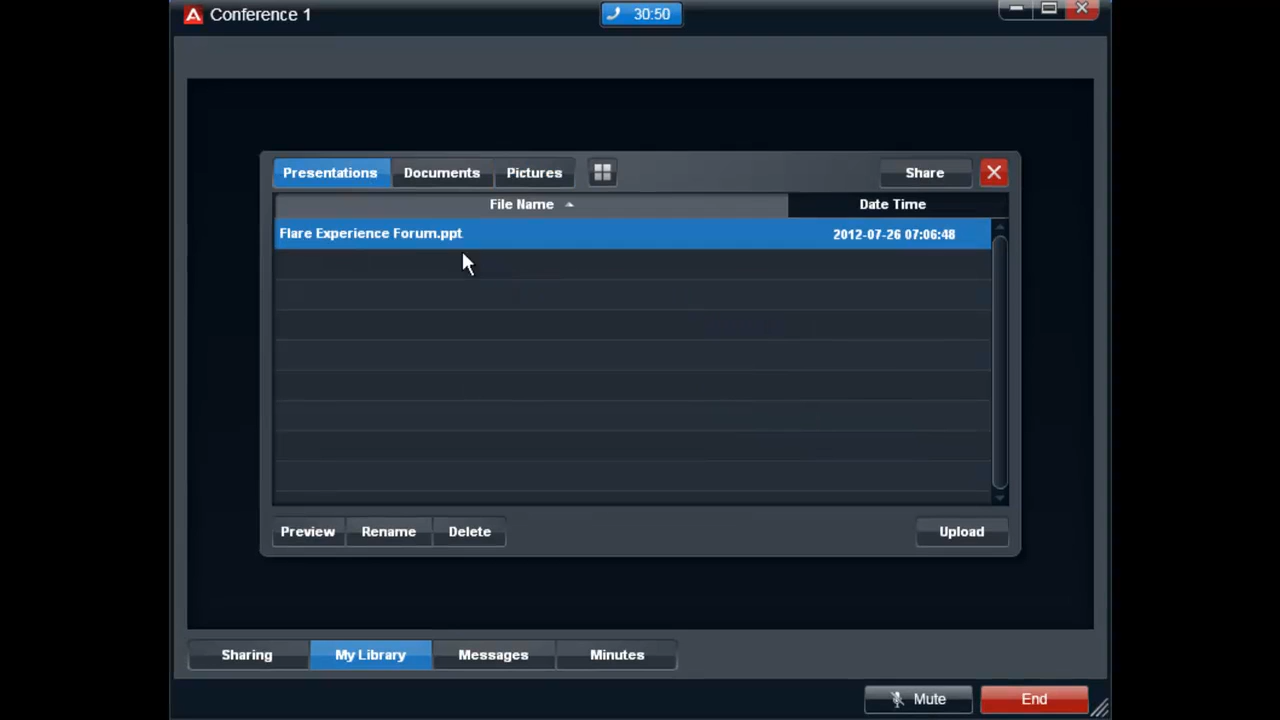 Conference 1
30:50
Presentations Documents Pictures Share
File Name Date Time
Flare Experience Forum.ppt 2012-07-26 07:06:48
Preview Rename Delete Upload
Sharing My Library Messages Minutes
Mute End